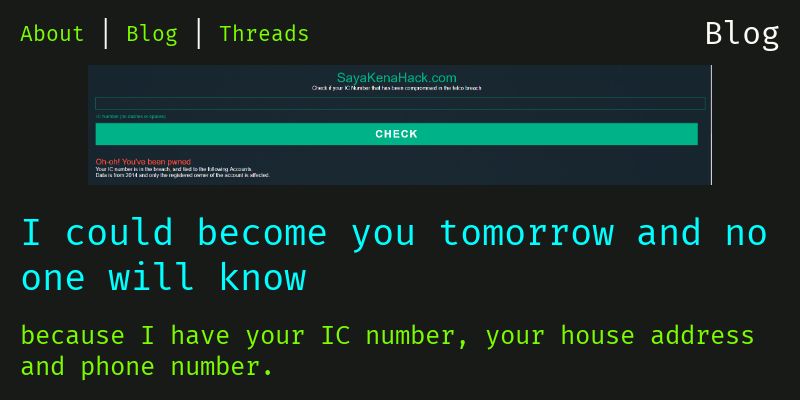 About | Blog | Threads
Blog
SayaKenaHack.com
Check if your IC Number that has been compromised in the telco breach
IC Number (no dashes or spaces)
CHECK
Oh-oh! You've been pwned
Your IC number is in the breach, and tied to the following Accounts
Data is from 2014 and only the registered owner of the account is affected.
I could become you tomorrow and no
one will know
because I have your IC number, your house address
and phone number.